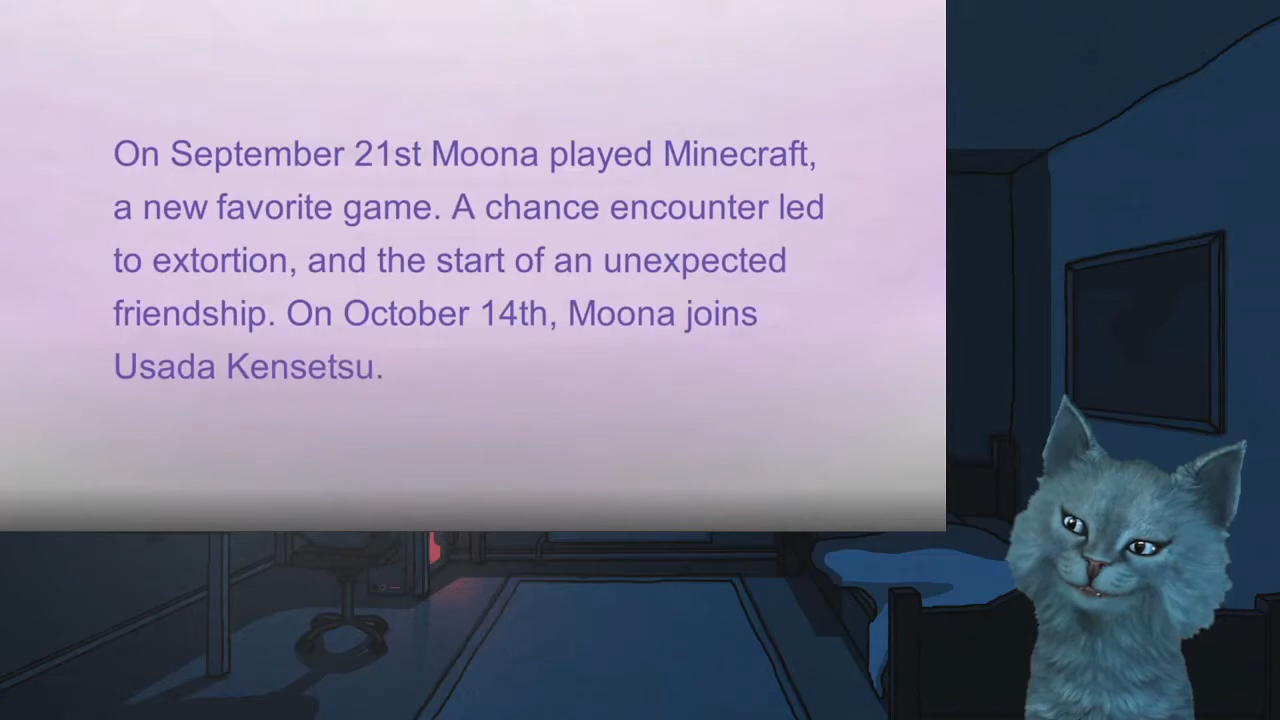 On September 21st Moona played Minecraft,
a new favorite game. A chance encounter led
to extortion, and the start of an unexpected
friendship. On October 14th, Moona joins
Usada Kensetsu.